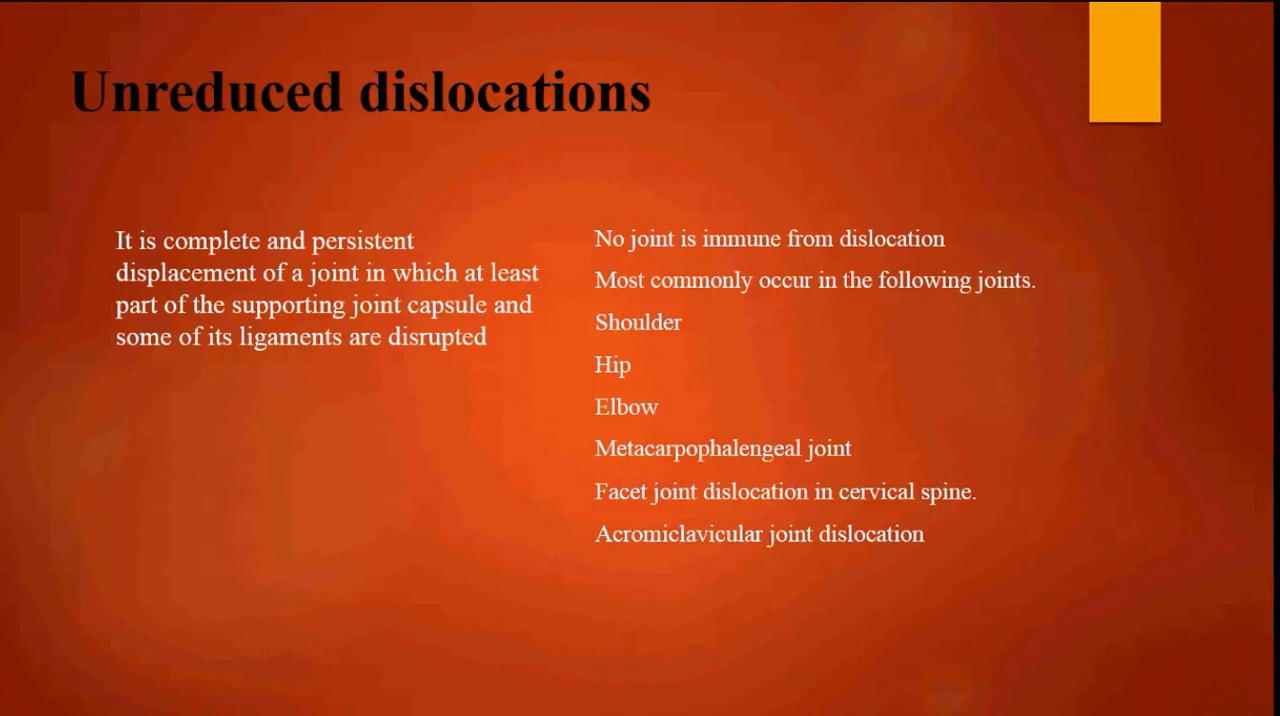 Unreduced dislocations
It is complete and persistent
displacement of a joint in which at least
part of the supporting joint capsule and
some of its ligaments are disrupted
No joint is immune from dislocation
Most commonly occur in the following joints.
Shoulder
Hip
Elbow
Metacarpophalengeal joint
Facet joint dislocation in cervical spine.
Acromiclavicular joint dislocation